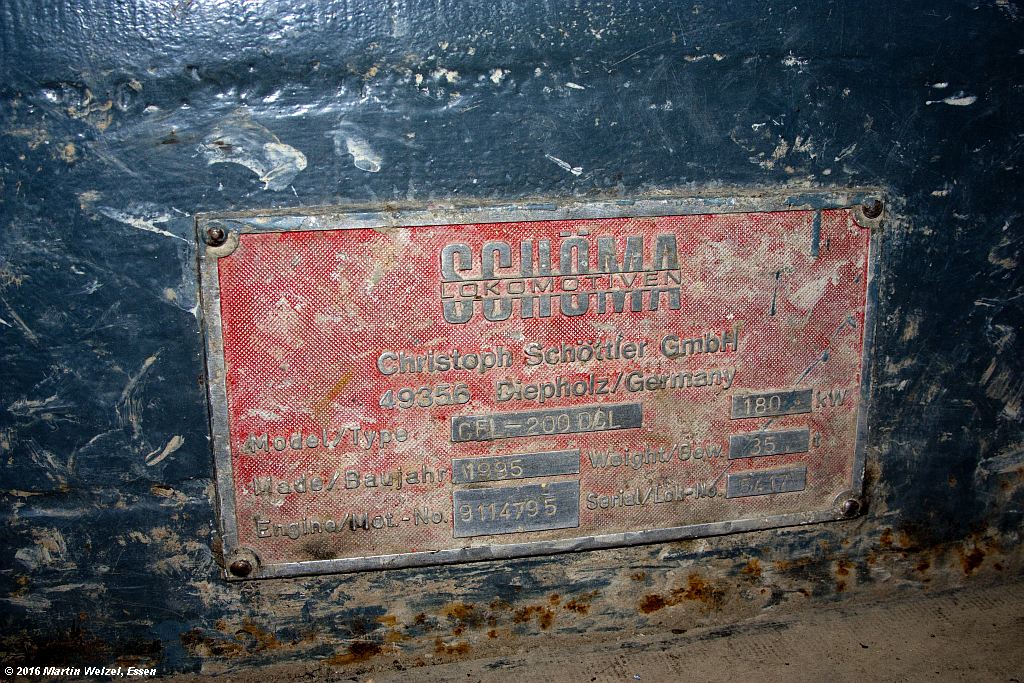 SCHÖMA
LOKOMOTIVEN
Christoph Schöttler GmbH
49356 Diepholz/Germany
Model/Type CFL-200 DCL 180 kW
Made/Baujahr 1995 Weight/Gew. 35 t
Engine/Mot.-No. 9114795 Serial/Lok-No.
© 2016 Martin Welzel, Essen